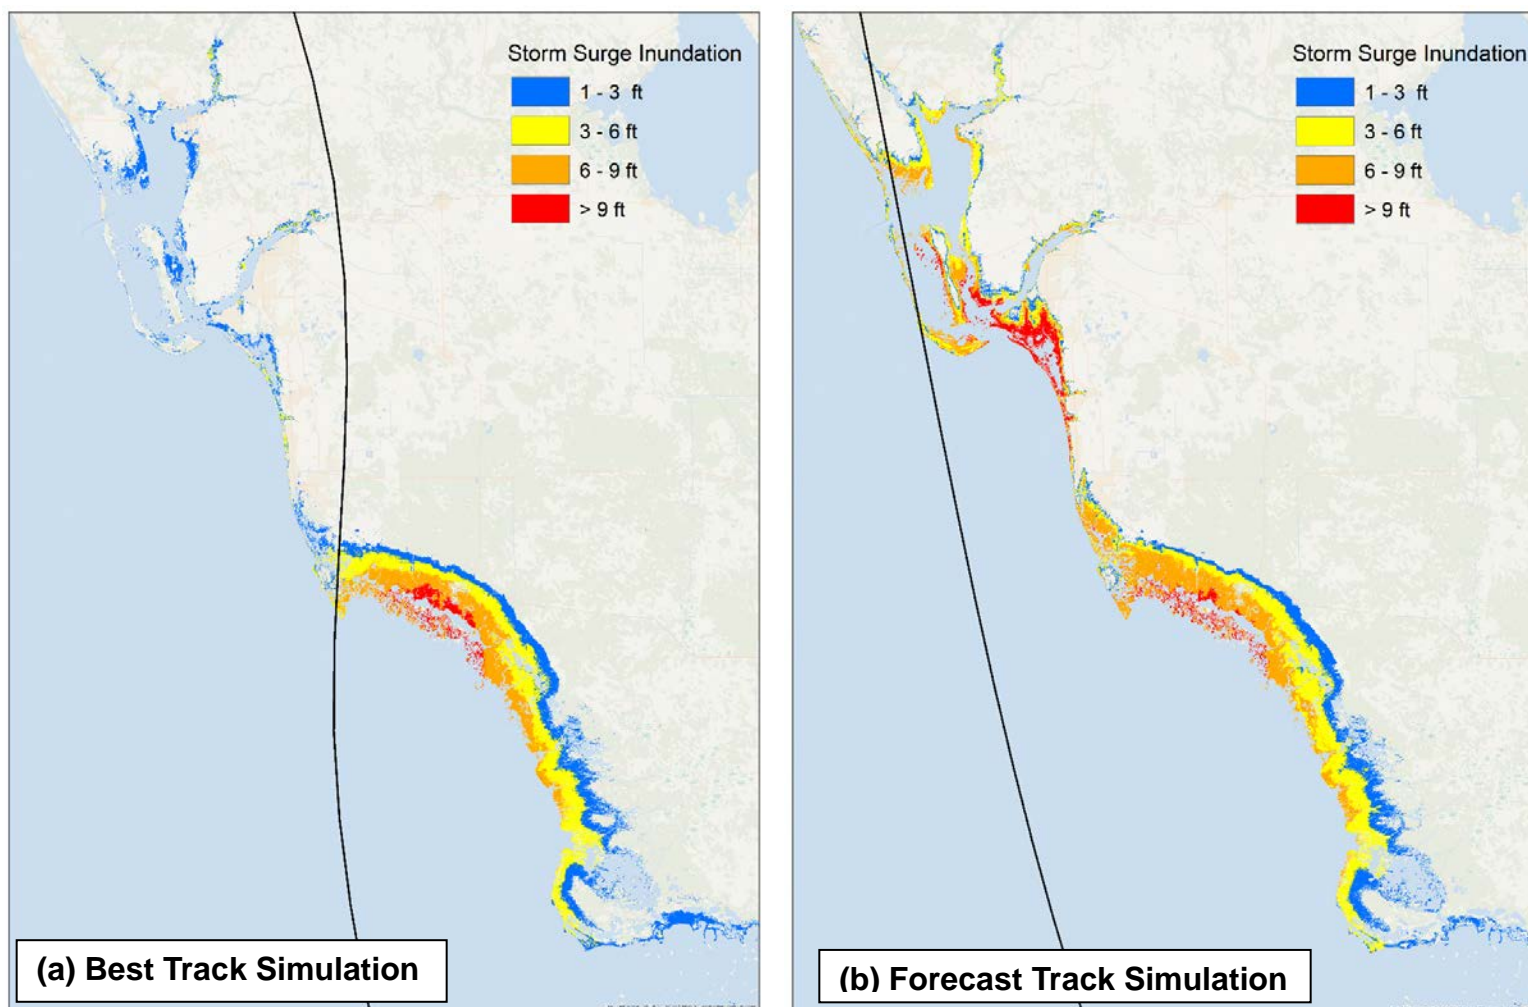 Storm Surge Inundation
1 - 3 ft
3 - 6 ft
6 - 9 ft
> 9 ft
(a) Best Track Simulation
Storm Surge Inundation
1 - 3 ft
3 - 6 ft
6 - 9 ft
> 9 ft
(b) Forecast Track Simulation